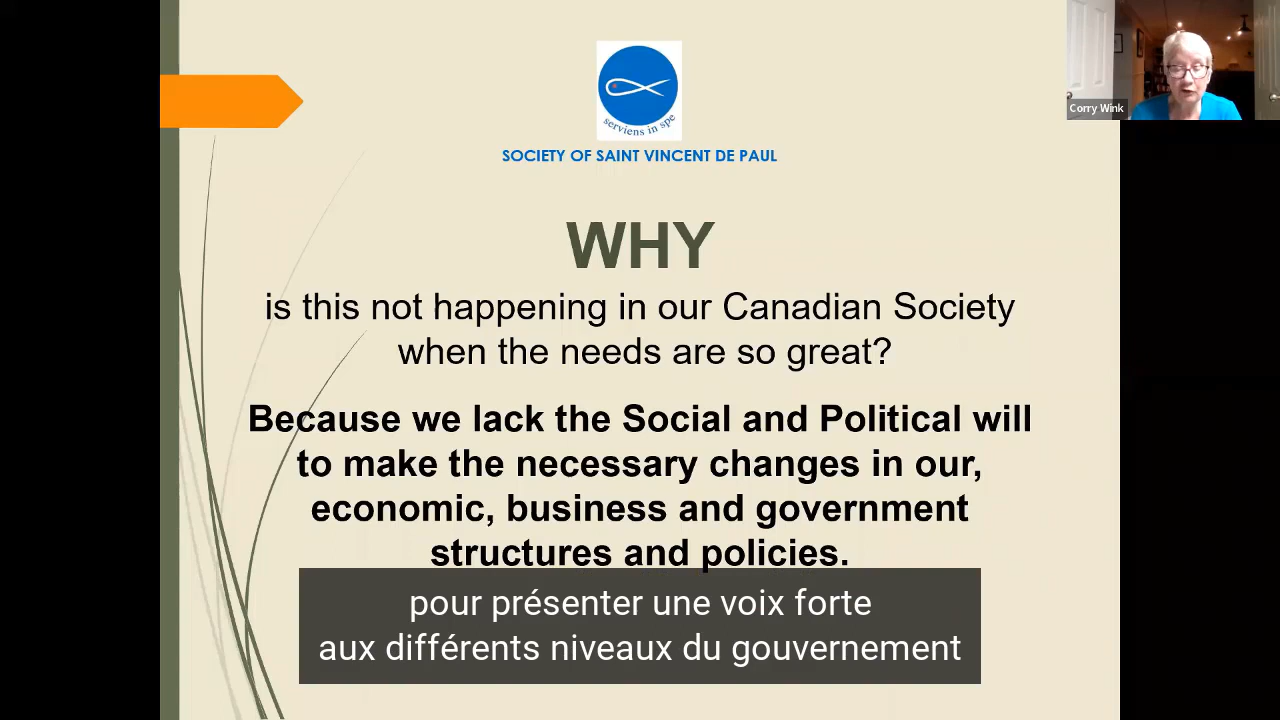 serviens in spe
SOCIETY OF SAINT VINCENT DE PAUL
Corry Wink
WHY
is this not happening in our Canadian Society
when the needs are so great?
Because we lack the Social and Political will
to make the necessary changes in our,
economic, business and government
structures and policies.
pour présenter une voix forte
aux différents niveaux du gouvernement